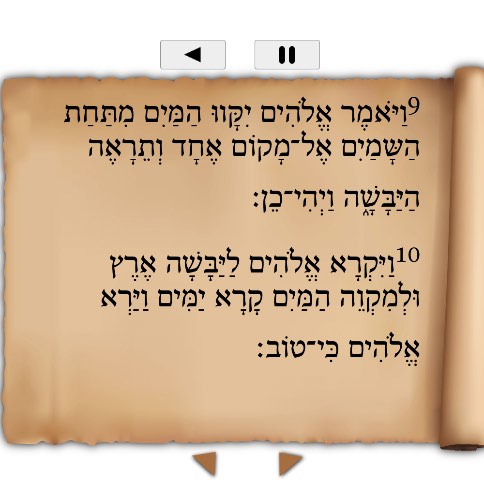 9וַיֹּאמֶר אֱלֹהִים יִקָּווּ הַמַּיִם מִתַּחַת
הַשָּׁמַיִם אֶל־מָקוֹם אֶחָד וְתֵרָאֶה
הַיַּבָּשָׁ֑ה וַיְהִי־כֵן׃
10וַיִּקְרָא אֱלֹהִים לַיַּבָּשָׁה אֶרֶץ
וּלְמִקְוֵה הַמַּיִם קָרָא יַמִּים וַיַּרְא
אֱלֹהִים כִּי־טוֹב׃